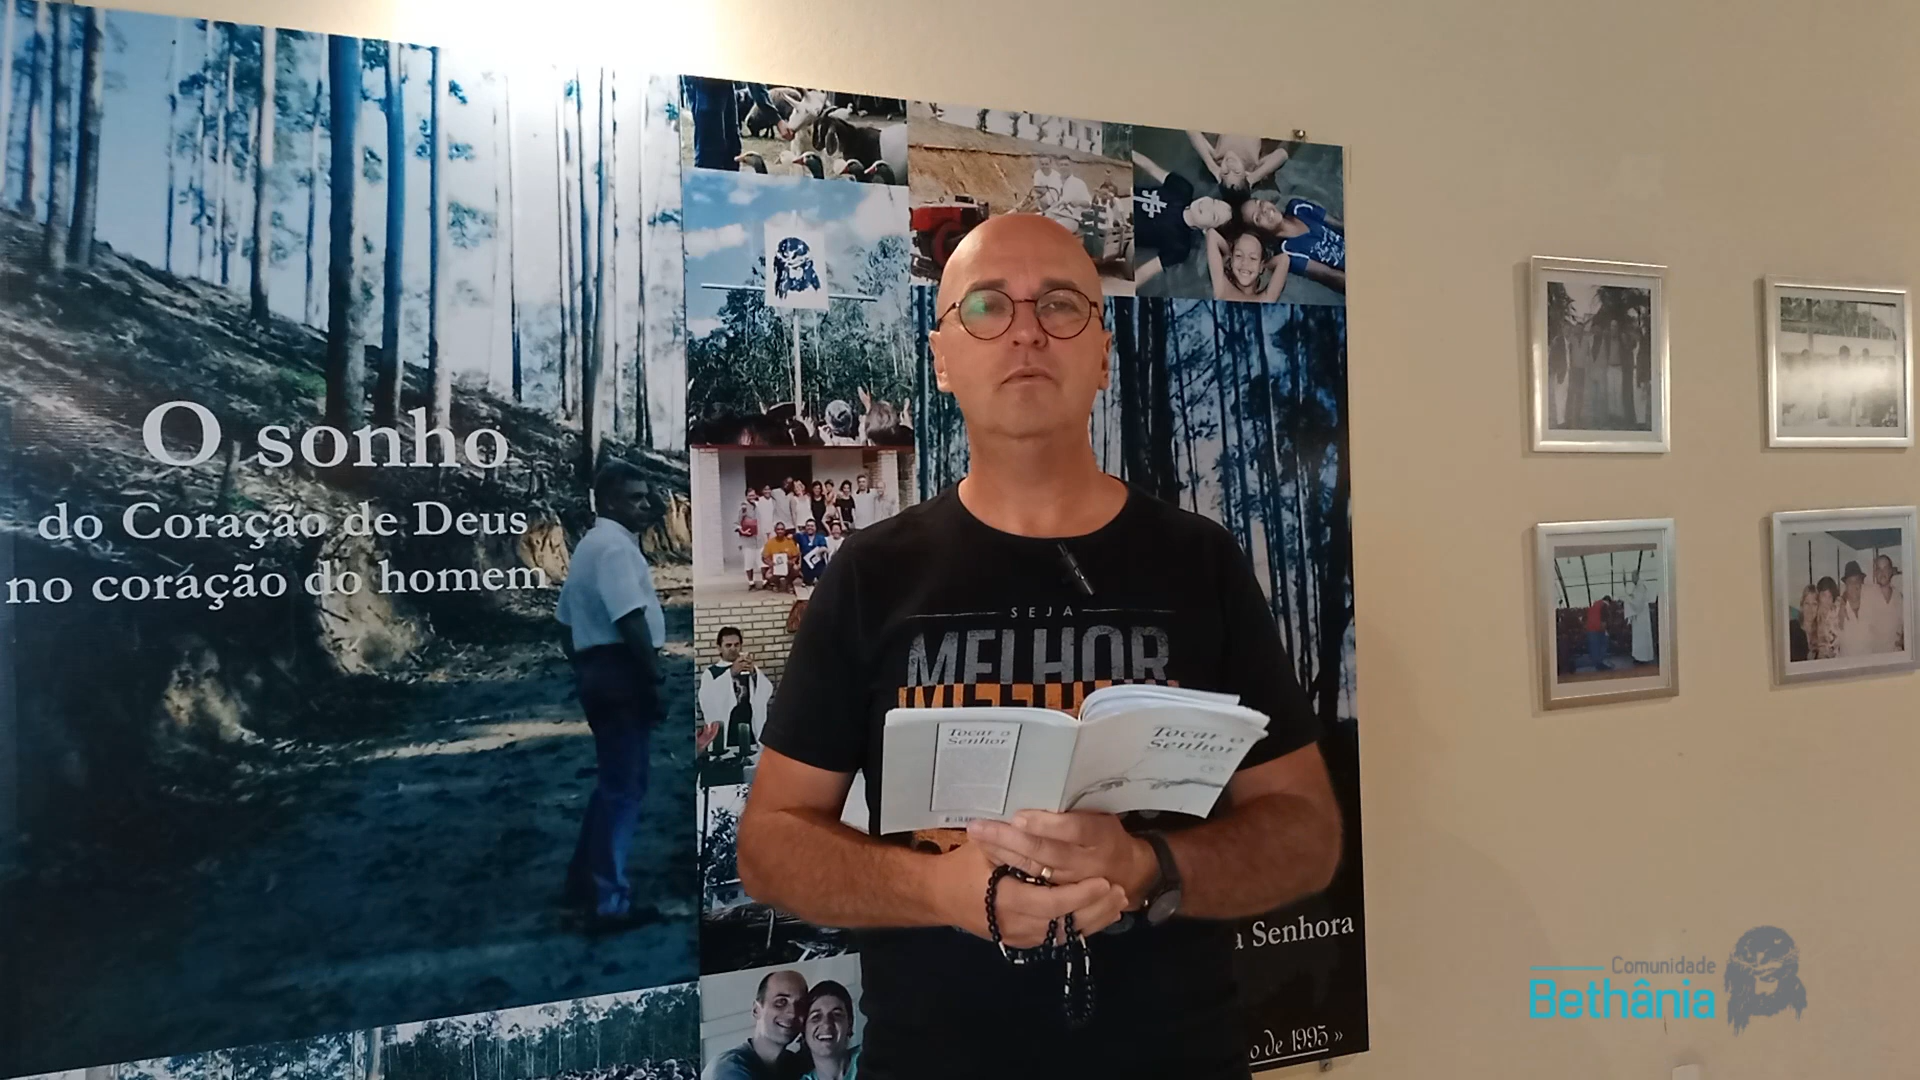 O sonho
do Coração de Deus
no coração do homem
SEJA
MELHOR
Tocar o
Senhor
Tocar o
Senhor
a Senhora
o de 1995 »
Comunidade
Bethânia